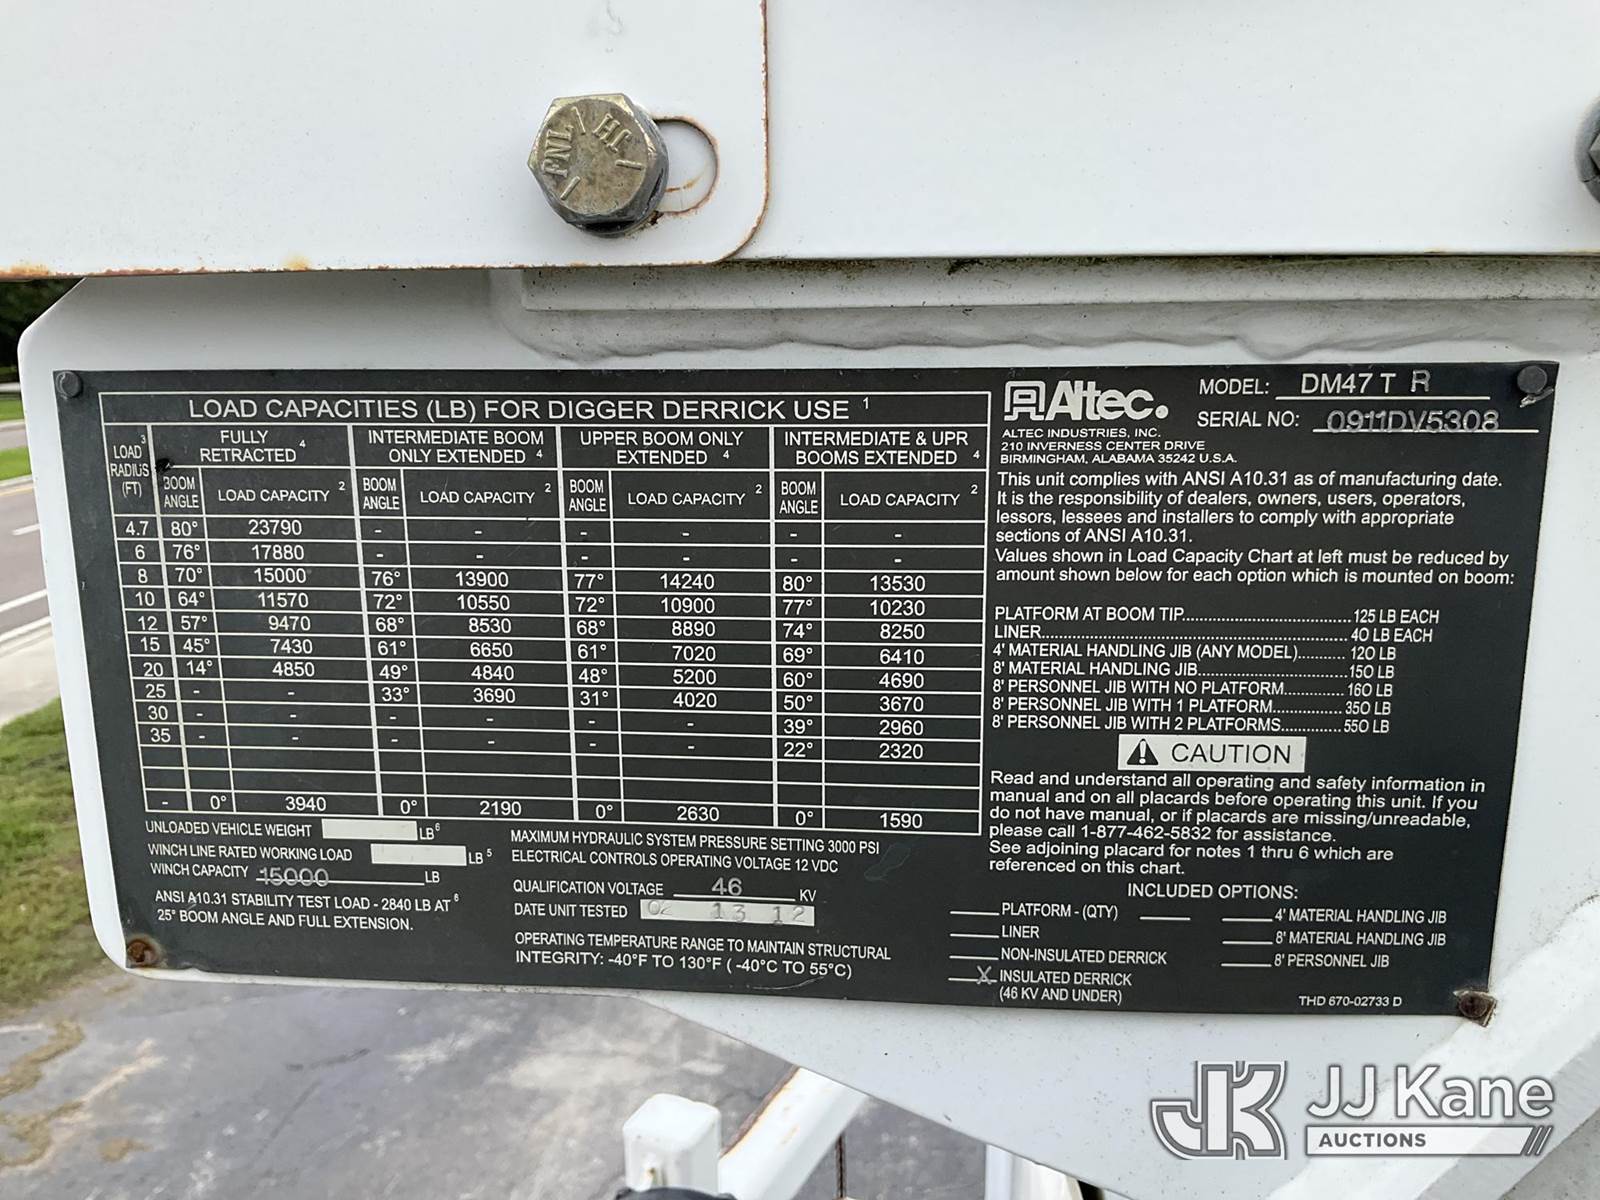 FNL
JH
LOAD CAPACITIES (LB) FOR DIGGER DERRICK USE 1
LOAD 3 RADIUS (FT)
FULLY RETRACTED 4
INTERMEDIATE BOOM ONLY EXTENDED 4
UPPER BOOM ONLY EXTENDED 4
INTERMEDIATE & UPR BOOMS EXTENDED 4
BOOM ANGLE LOAD CAPACITY 2 BOOM ANGLE LOAD CAPACITY 2 BOOM ANGLE LOAD CAPACITY 2 BOOM ANGLE LOAD CAPACITY 2
4.7 80° 23790 - - - - - -
6 76° 17880 - - - - - -
8 70° 15000 76° 13900 77° 14240 80° 13530
10 64° 11570 72° 10550 72° 10900 77° 10230
12 57° 9470 68° 8530 68° 8890 74° 8250
15 45° 7430 61° 6650 61° 7020 69° 6410
20 14° 4850 49° 4840 48° 5200 60° 4690
25 - - 33° 3690 31° 4020 50° 3670
30 - - - - - - 39° 2960
35 - - - - - - 22° 2320
- 0° 3940 0° 2190 0° 2630 0° 1590
UNLOADED VEHICLE WEIGHT LB 6
WINCH LINE RATED WORKING LOAD LB 5
WINCH CAPACITY 15000 LB
ANSI A10.31 STABILITY TEST LOAD - 2840 LB AT 6
25° BOOM ANGLE AND FULL EXTENSION.
MAXIMUM HYDRAULIC SYSTEM PRESSURE SETTING 3000 PSI
ELECTRICAL CONTROLS OPERATING VOLTAGE 12 VDC
QUALIFICATION VOLTAGE 46 KV
DATE UNIT TESTED 02 13 12
OPERATING TEMPERATURE RANGE TO MAINTAIN STRUCTURAL
INTEGRITY: -40°F TO 130°F ( -40°C TO 55°C)
Altec.
MODEL: DM47 T R
SERIAL NO: 0911DV5308
ALTEC INDUSTRIES, INC.
210 INVERNESS CENTER DRIVE
BIRMINGHAM, ALABAMA 35242 U.S.A.
This unit complies with ANSI A10.31 as of manufacturing date.
It is the responsibility of dealers, owners, users, operators,
lessors, lessees and installers to comply with appropriate
sections of ANSI A10.31.
Values shown in Load Capacity Chart at left must be reduced by
amount shown below for each option which is mounted on boom:
PLATFORM AT BOOM TIP....................................125 LB EACH
LINER.................................................................40 LB EACH
4' MATERIAL HANDLING JIB (ANY MODEL)...........120 LB
8' MATERIAL HANDLING JIB................................150 LB
8' PERSONNEL JIB WITH NO PLATFORM.............160 LB
8' PERSONNEL JIB WITH 1 PLATFORM...............350 LB
8' PERSONNEL JIB WITH 2 PLATFORMS.............550 LB
CAUTION
Read and understand all operating and safety information in
manual and on all placards before operating this unit. If you
do not have manual, or if placards are missing/unreadable,
please call 1-877-462-5832 for assistance.
See adjoining placard for notes 1 thru 6 which are
referenced on this chart.
INCLUDED OPTIONS:
PLATFORM - (QTY)
LINER
NON-INSULATED DERRICK
X INSULATED DERRICK
(46 KV AND UNDER)
4' MATERIAL HANDLING JIB
8' MATERIAL HANDLING JIB
8' PERSONNEL JIB
THD 670-02733 D
JK JJ Kane
AUCTIONS